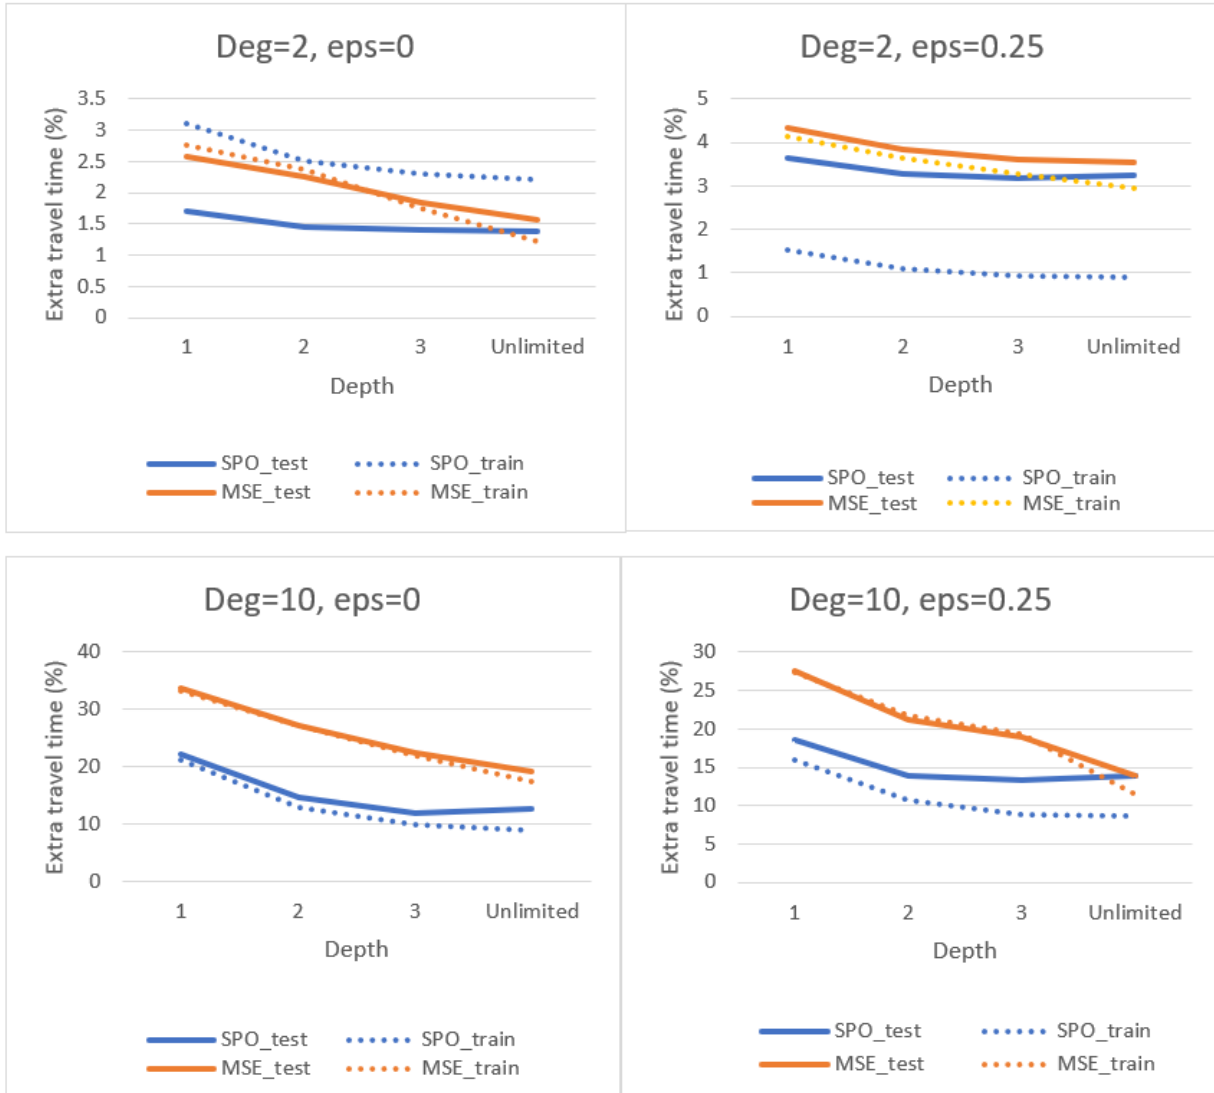 Deg=2, eps=0
Extra travel time (%)
3.5
3
2.5
2
1.5
1
0.5
0
1 2 3 Unlimited
Depth
SPO_test SPO_train
MSE_test MSE_train
Deg=2, eps=0.25
Extra travel time (%)
5
4
3
2
1
0
1 2 3 Unlimited
Depth
SPO_test SPO_train
MSE_test MSE_train
Deg=10, eps=0
Extra travel time (%)
40
30
20
10
0
1 2 3 Unlimited
Depth
SPO_test SPO_train
MSE_test MSE_train
Deg=10, eps=0.25
Extra travel time (%)
30
25
20
15
10
5
0
1 2 3 Unlimited
Depth
SPO_test SPO_train
MSE_test MSE_train